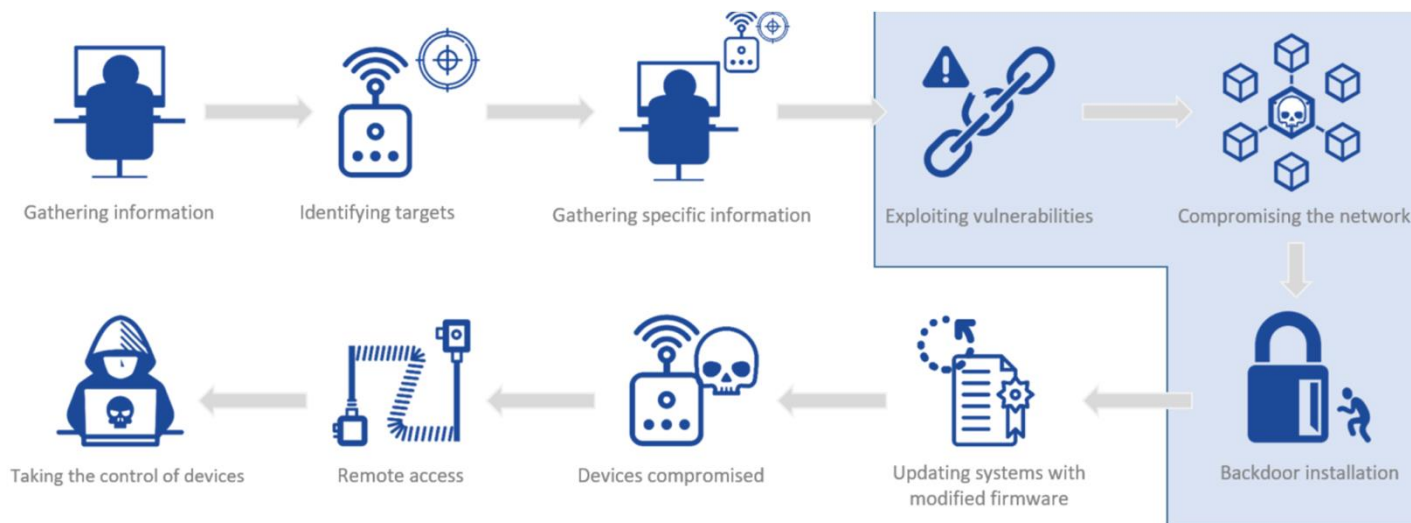 Gathering information
Identifying targets
Gathering specific information
Exploiting vulnerabilities
Compromising the network
Taking the control of devices
Remote access
Devices compromised
Updating systems with
modified firmware
Backdoor installation